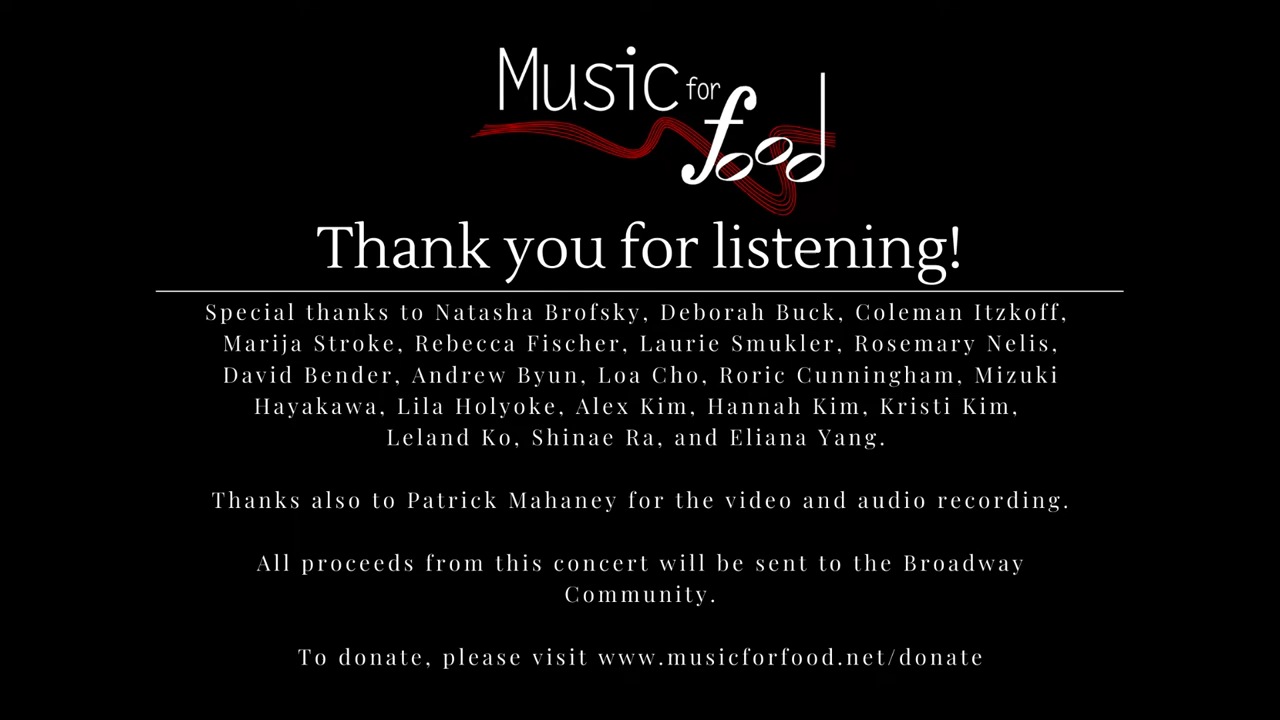 Music for food
Thank you for listening!
Special thanks to Natasha Brofsky, Deborah Buck, Coleman Itzkoff,
Marija Stroke, Rebecca Fischer, Laurie Smukler, Rosemary Nelis,
David Bender, Andrew Byun, Loa Cho, Roric Cunningham, Mizuki
Hayakawa, Lila Holyoke, Alex Kim, Hannah Kim, Kristi Kim,
Leland Ko, Shinae Ra, and Eliana Yang.
Thanks also to Patrick Mahaney for the video and audio recording.
All proceeds from this concert will be sent to the Broadway
Community.
To donate, please visit www.musicforfood.net/donate